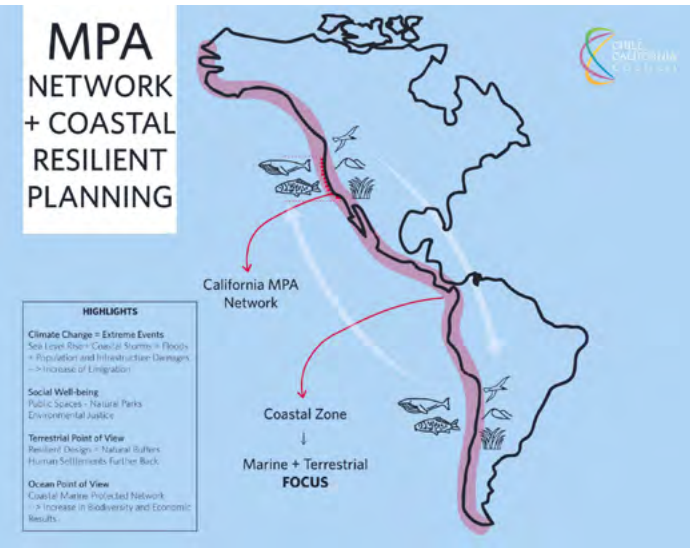 MPA
NETWORK
+ COASTAL
RESILIENT
PLANNING
CHILE
CALIFORNIA
COUNCIL
California MPA
Network
Coastal Zone
↓
Marine + Terrestrial
FOCUS
HIGHLIGHTS
Climate Change = Extreme Events
Sea Level Rise + Coastal Storms = Floods
= Population and Infrastructure Damages
--> Increase of
Social Well-being
Public Spaces - Natural Parks
Environmental Justice
Terrestrial Point of View
Resilient Design = Natural Buffers
Human Settlements Further Back
Ocean Point of View
Coastal Marine Protected Network
--> Increase in Biodiversity and Economic
Results